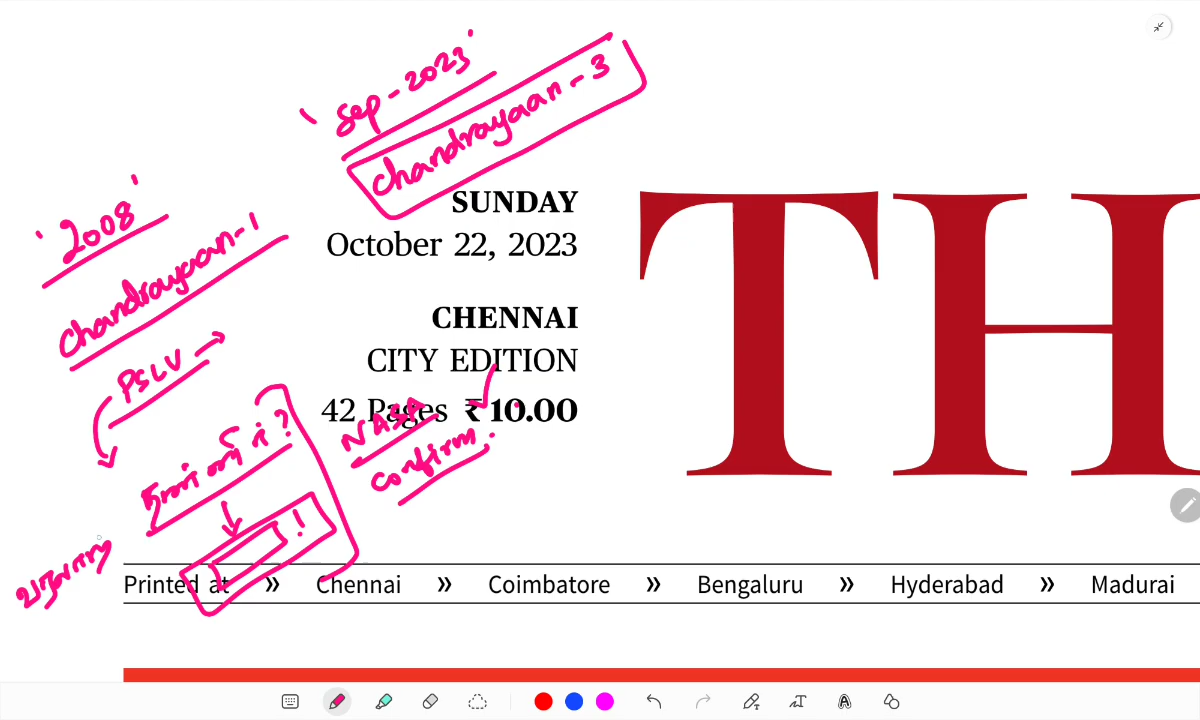 ' Sep - 2023 '
Chandrayaan - 3
' 2008 '
Chandrayaan - 1
PSLV
NASA
Confirm.
SUNDAY
October 22, 2023
CHENNAI
CITY EDITION
42 Pages ₹ 10.00
TH
Printed at » Chennai » Coimbatore » Bengaluru » Hyderabad » Madurai